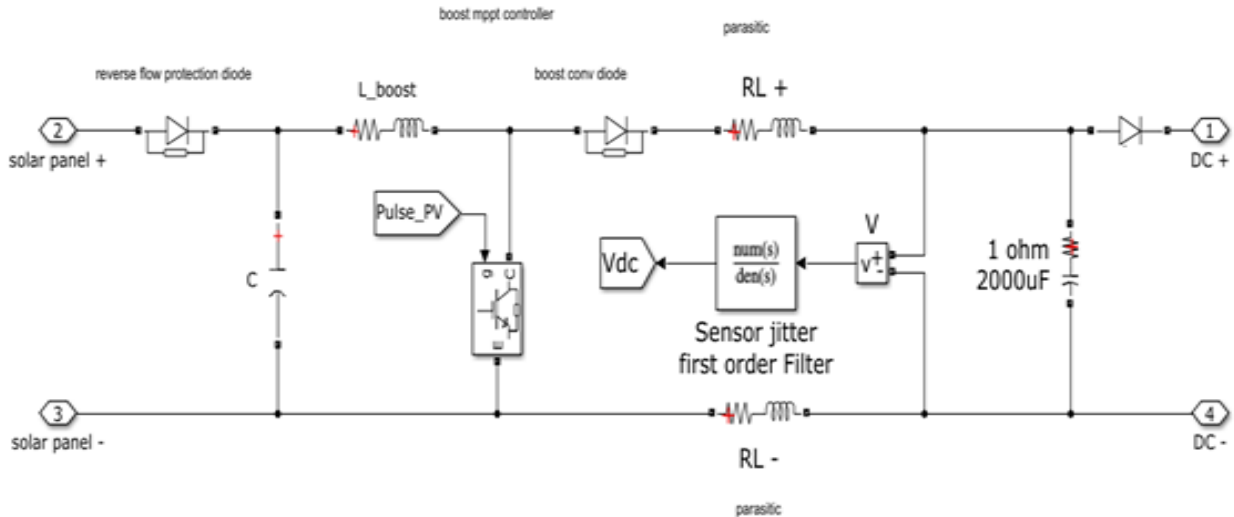 boost mppt controller
parasitic
reverse flow protection diode
boost conv diode
L_boost
RL +
2
solar panel +
1
DC +
Pulse_PV
g
C
E
C
Vdc
num(s)
den(s)
V
v
+
-
1 ohm
2000uF
Sensor jitter
first order Filter
3
solar panel -
RL -
4
DC -
parasitic